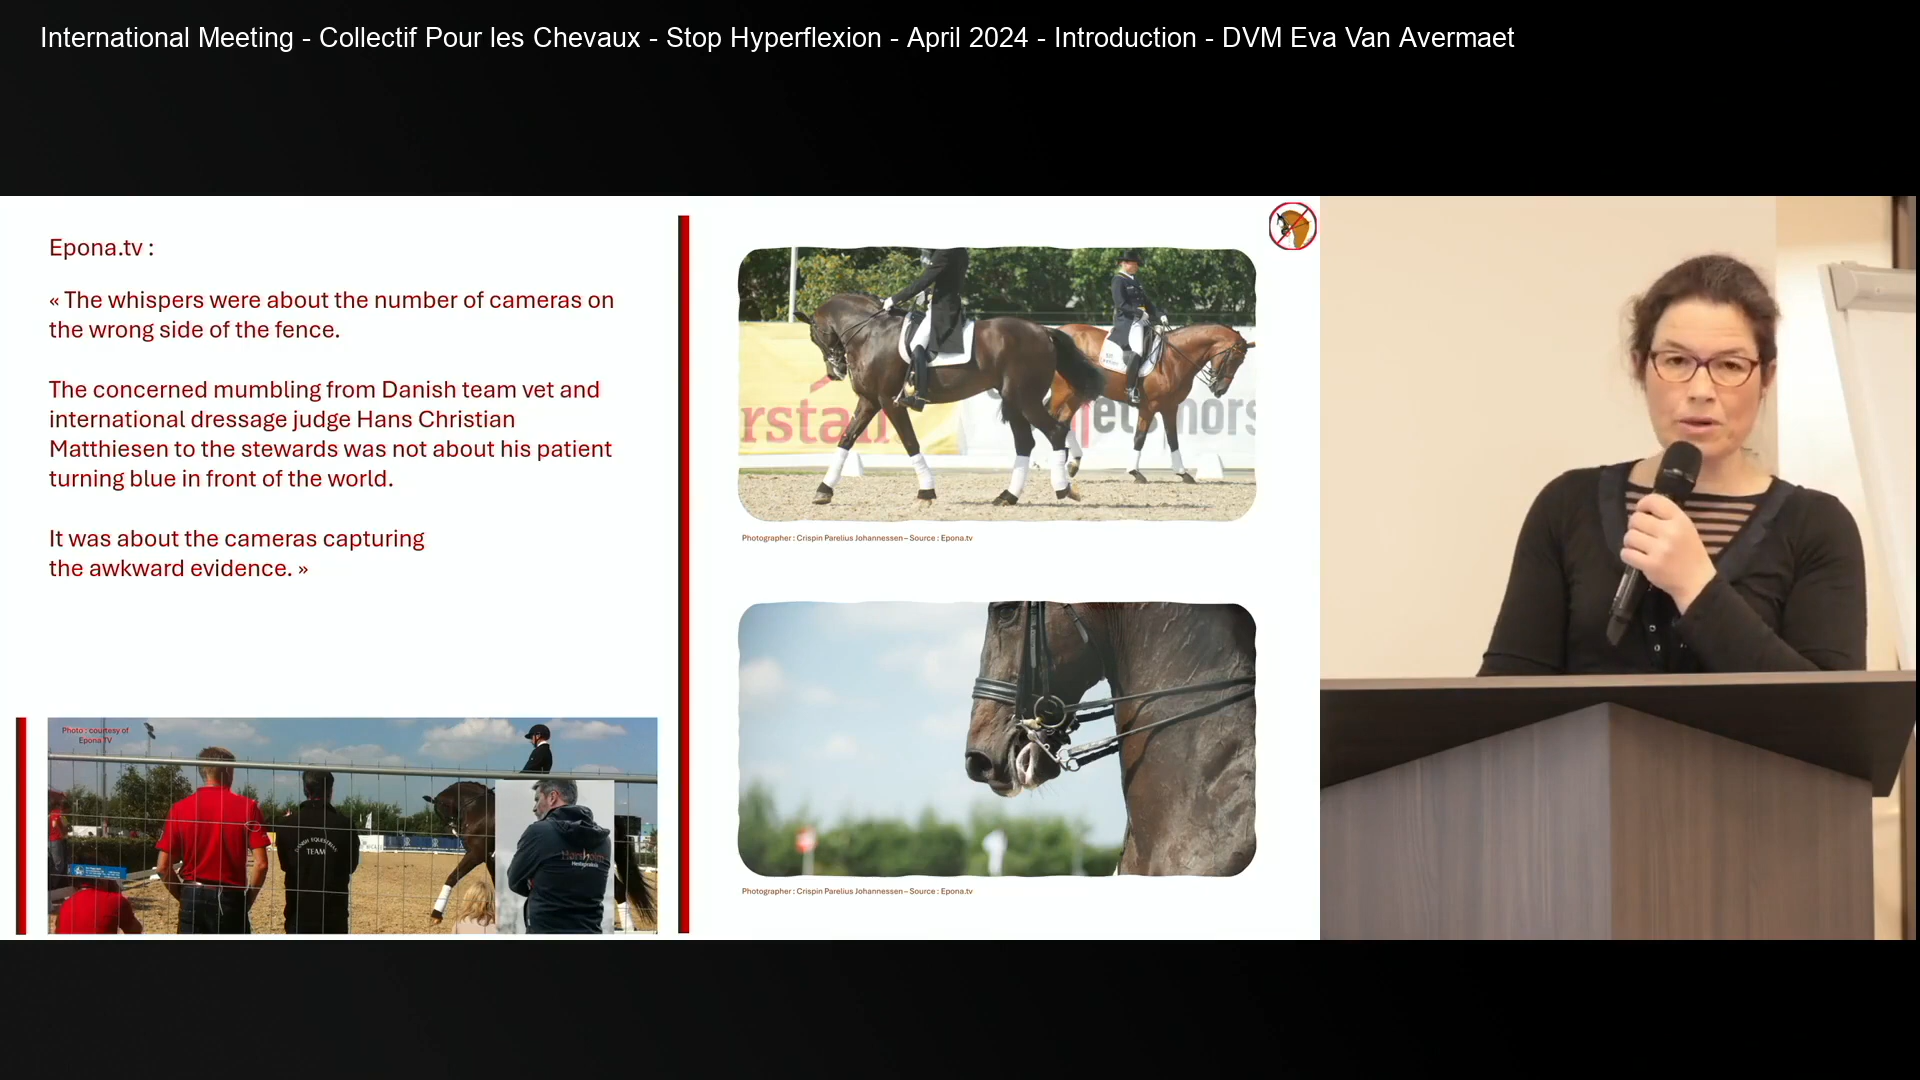 International Meeting - Collectif Pour les Chevaux - Stop Hyperflexion - April 2024 - Introduction - DVM Eva Van Avermaet
Epona.tv :
« The whispers were about the number of cameras on
the wrong side of the fence.
The concerned mumbling from Danish team vet and
international dressage judge Hans Christian
Matthiesen to the stewards was not about his patient
turning blue in front of the world.
It was about the cameras capturing
the awkward evidence. »
Photo : courtesy of
Epona TV
DANISH EQUESTRIAN
TEAM
Hørsholm
Photographer : Crispin Parelius Johannessen – Source : Epona.tv
Photographer : Crispin Parelius Johannessen – Source : Epona.tv